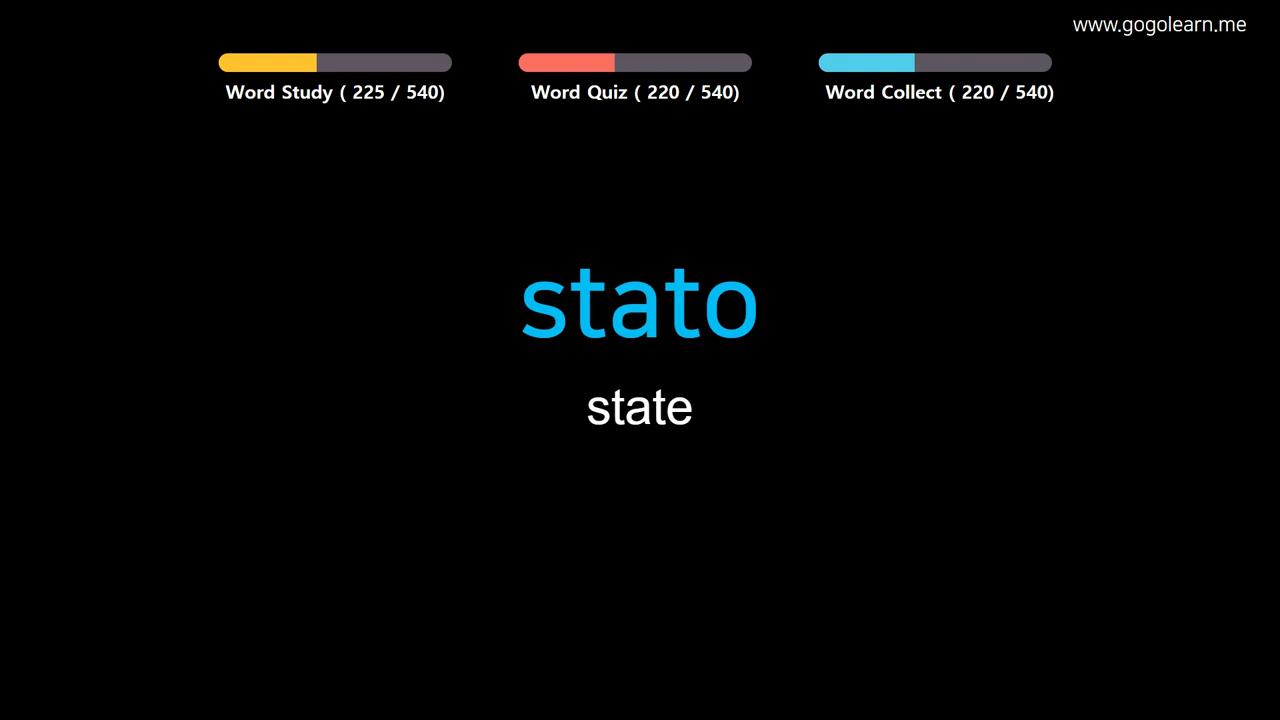 www.gogolearn.me
Word Study ( 225 / 540)
Word Quiz ( 220 / 540)
Word Collect ( 220 / 540)
stato
state